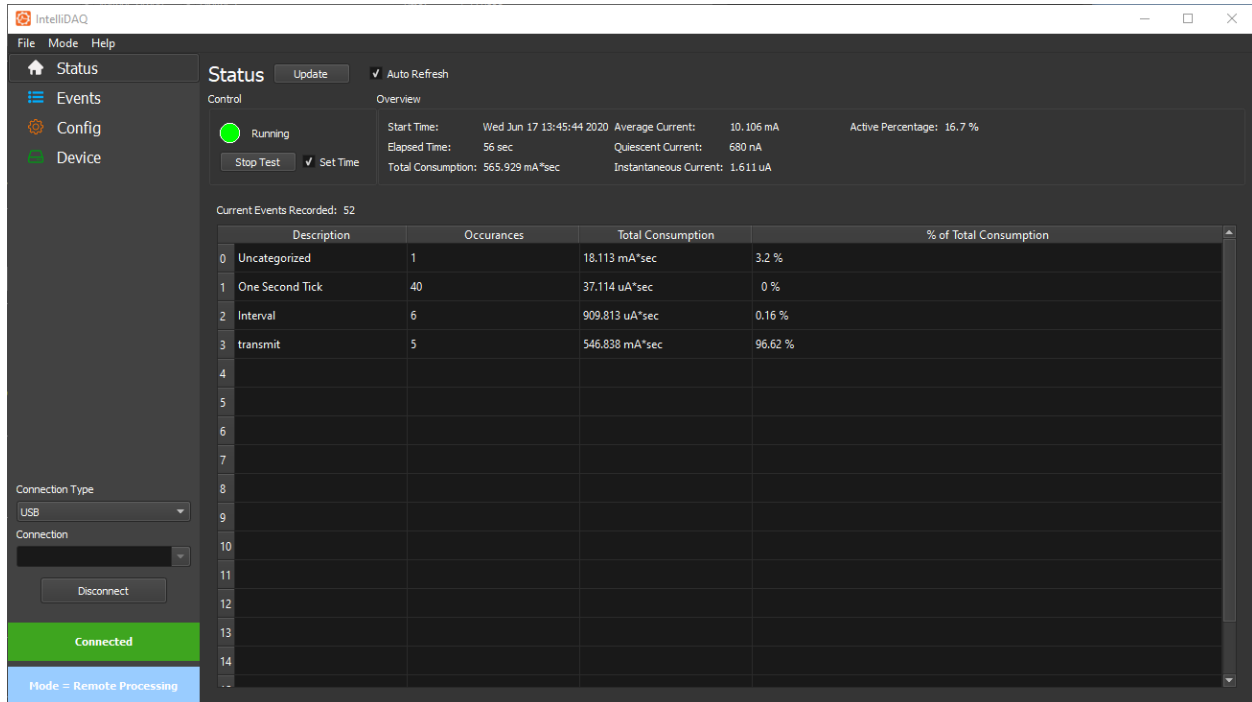 IntelliDAQ
File Mode Help
Status
Events
Config
Device
Connection Type
USB
Connection
Disconnect
Connected
Mode = Remote Processing
Status Update Auto Refresh
Control
Running
Stop Test Set Time
Overview
Start Time: Wed Jun 17 13:45:44 2020 Average Current: 10.106 mA Active Percentage: 16.7 %
Elapsed Time: 56 sec Quiescent Current: 680 nA
Total Consumption: 565.929 mA*sec Instantaneous Current: 1.611 uA
Current Events Recorded: 52
Description Occurances Total Consumption % of Total Consumption
0 Uncategorized 1 18.113 mA*sec 3.2 %
1 One Second Tick 40 37.114 uA*sec 0 %
2 Interval 6 909.813 uA*sec 0.16 %
3 transmit 5 546.838 mA*sec 96.62 %
4
5
6
7
8
9
10
11
12
13
14